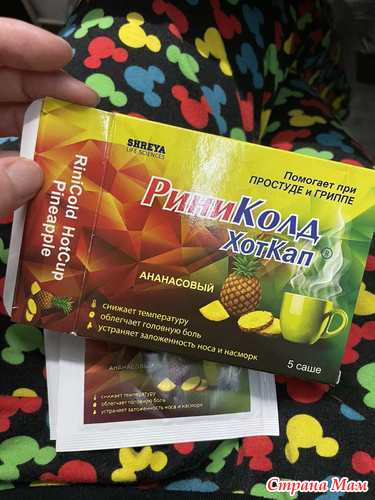 SHREYA
LIFE SCIENCES
Помогает при
ПРОСТУДЕ и ГРИППЕ
РиниКолд
ХотКап®
АНАНАСОВЫЙ
снижает температуру
облегчает головную боль
устраняет заложенность носа и насморк
5 саше
RiniCold HotCup
Pineapple
АНАНАСОВЫЙ
снижает температуру
облегчает головную боль
устраняет заложенность носа и насморк
Страна Мам